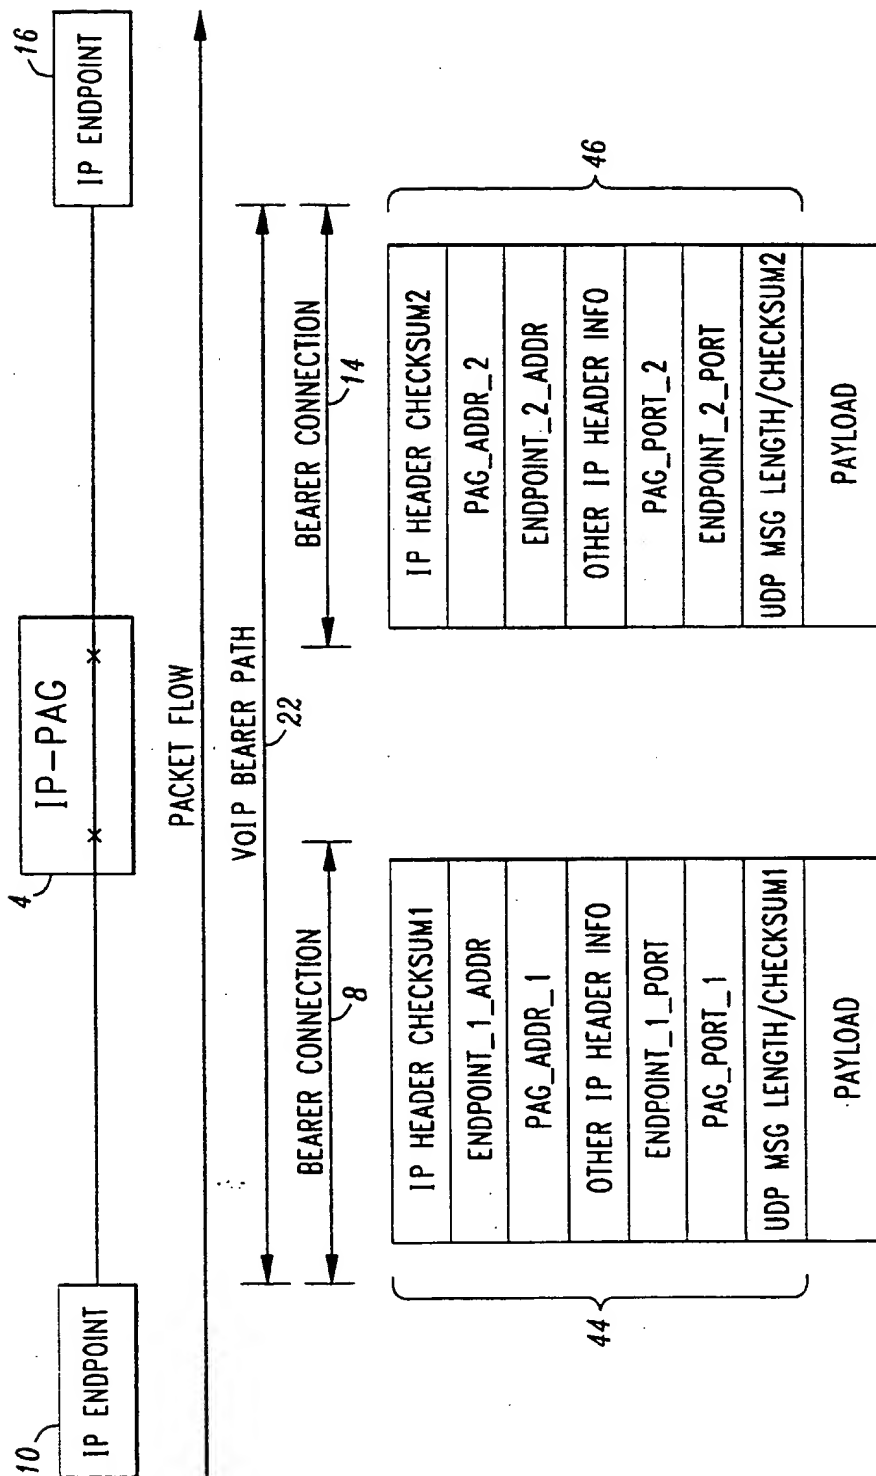 10
IP ENDPOINT
4
IP-PAG
16
IP ENDPOINT
PACKET FLOW
VOIP BEARER PATH
22
BEARER CONNECTION
8
BEARER CONNECTION
14
44
IP HEADER CHECKSUM1
ENDPOINT_1_ADDR
PAG_ADDR_1
OTHER IP HEADER INFO
ENDPOINT_1_PORT
PAG_PORT_1
UDP MSG LENGTH/CHECKSUM1
PAYLOAD
IP HEADER CHECKSUM2
PAG_ADDR_2
ENDPOINT_2_ADDR
OTHER IP HEADER INFO
PAG_PORT_2
ENDPOINT_2_PORT
UDP MSG LENGTH/CHECKSUM2
PAYLOAD
46